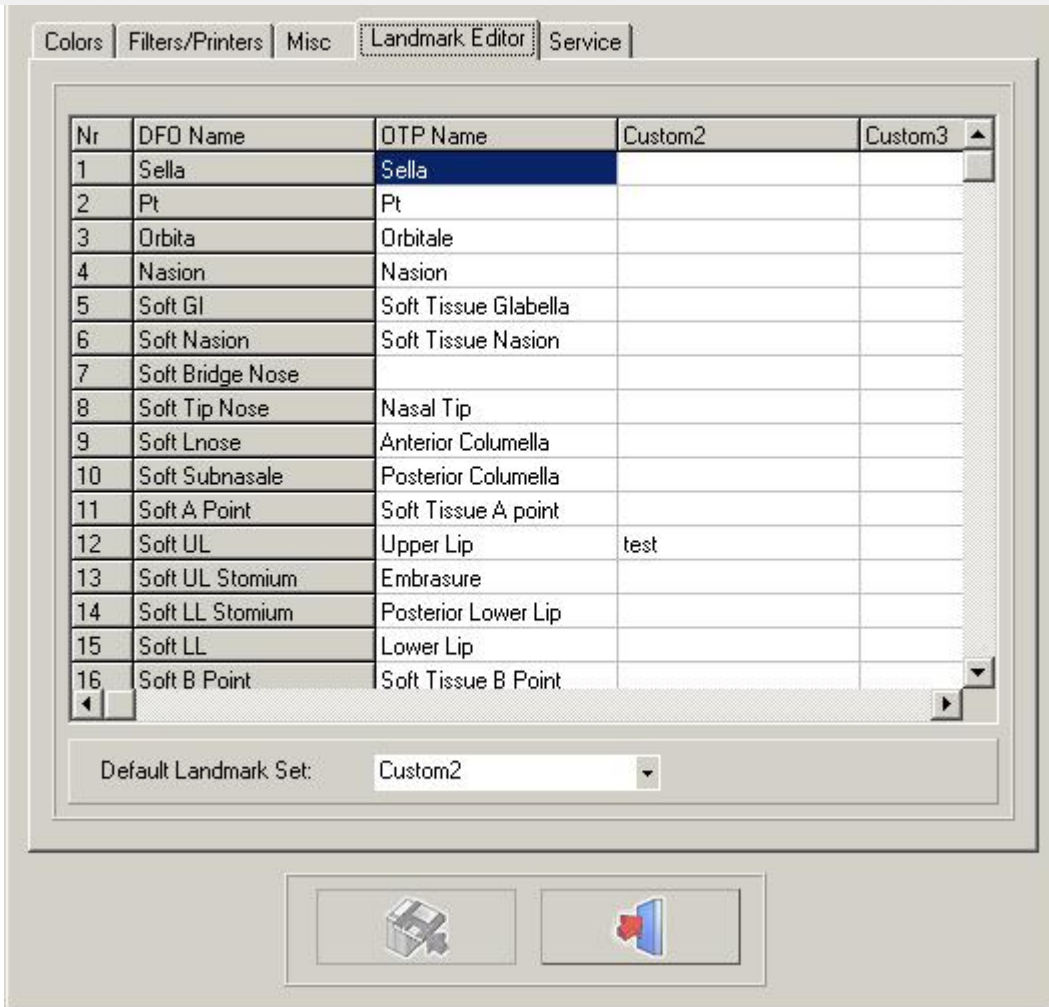 Colors Filters/Printers Misc Landmark Editor Service
Nr DFO Name OTP Name Custom2 Custom3
1 Sella Sella
2 Pt Pt
3 Orbita Orbitale
4 Nasion Nasion
5 Soft Gl Soft Tissue Glabella
6 Soft Nasion Soft Tissue Nasion
7 Soft Bridge Nose
8 Soft Tip Nose Nasal Tip
9 Soft Lnose Anterior Columella
10 Soft Subnasale Posterior Columella
11 Soft A Point Soft Tissue A point
12 Soft UL Upper Lip test
13 Soft UL Stomium Embrasure
14 Soft LL Stomium Posterior Lower Lip
15 Soft LL Lower Lip
16 Soft B Point Soft Tissue B Point
Default Landmark Set: Custom2